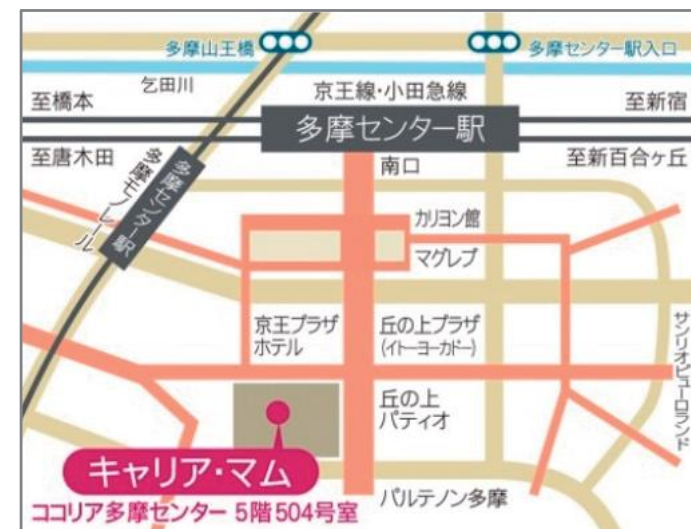 多摩山王橋
多摩センター駅入口
乞田川
京王線・小田急線
至橋本
至新宿
多摩センター駅
至唐木田
南口
至新百合ヶ丘
多摩センター駅
多摩モノレール
カリヨン館
マグレブ
京王プラザ
ホテル
丘の上プラザ
(イトーヨーカドー)
サンリオピューロランド
丘の上
パティオ
キャリア・マム
ココリア多摩センター 5階504号室
パルテノン多摩